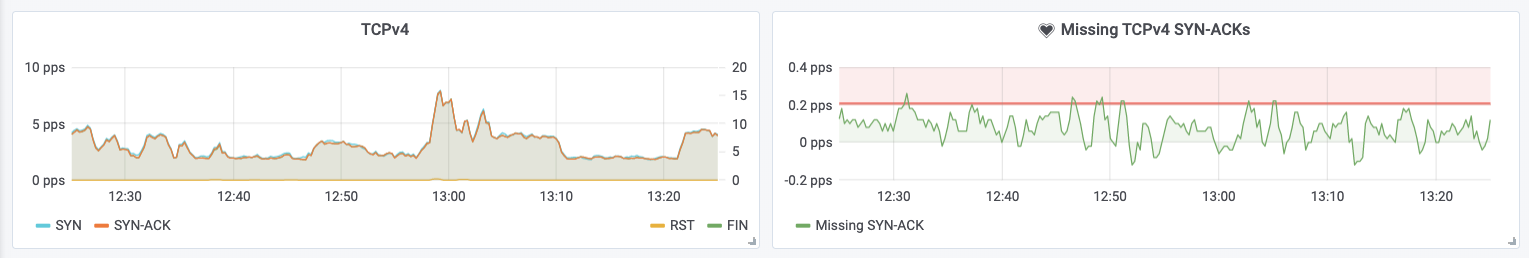 TCPv4
10 pps
5 pps
0 pps
20
15
10
5
0
12:30 12:40 12:50 13:00 13:10 13:20
SYN SYN-ACK RST FIN
Missing TCPv4 SYN-ACKs
0.4 pps
0.2 pps
0 pps
-0.2 pps
12:30 12:40 12:50 13:00 13:10 13:20
Missing SYN-ACK